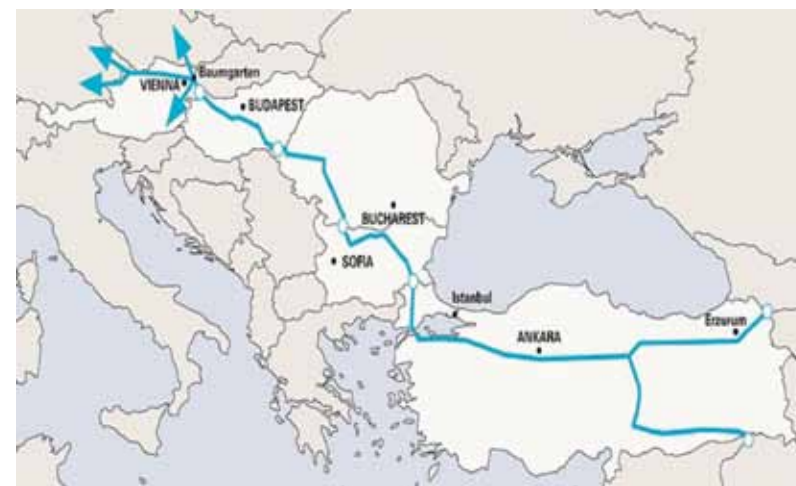 Baumgarten
VIENNA
BUDAPEST
BUCHAREST
SOFIA
Istanbul
Erzurum
ANKARA